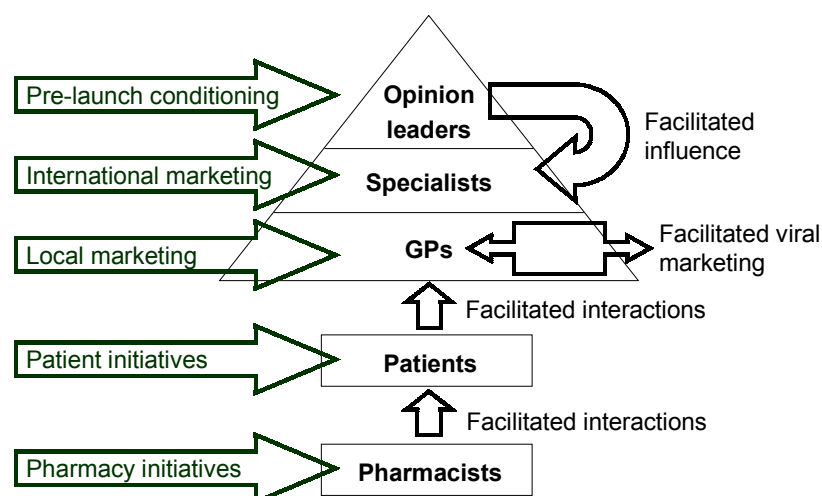 Pre-launch conditioning
Opinion
leaders
Facilitated
influence
International marketing
Specialists
Local marketing
GPs
Facilitated viral
marketing
Facilitated interactions
Patient initiatives
Patients
Facilitated interactions
Pharmacy initiatives
Pharmacists